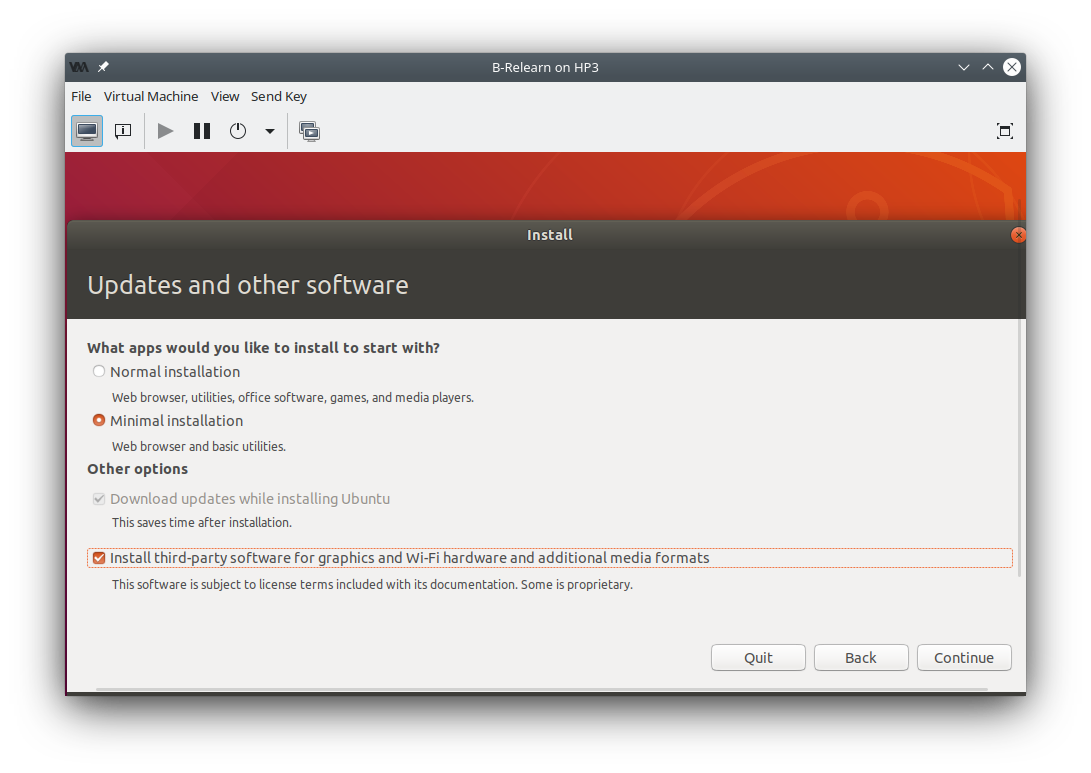 B-Relearn on HP3
File Virtual Machine View Send Key
Install
Updates and other software
What apps would you like to install to start with?
Normal installation
Web browser, utilities, office software, games, and media players.
Minimal installation
Web browser and basic utilities.
Other options
Download updates while installing Ubuntu
This saves time after installation.
Install third-party software for graphics and Wi-Fi hardware and additional media formats
This software is subject to license terms included with its documentation. Some is proprietary.
Quit Back Continue